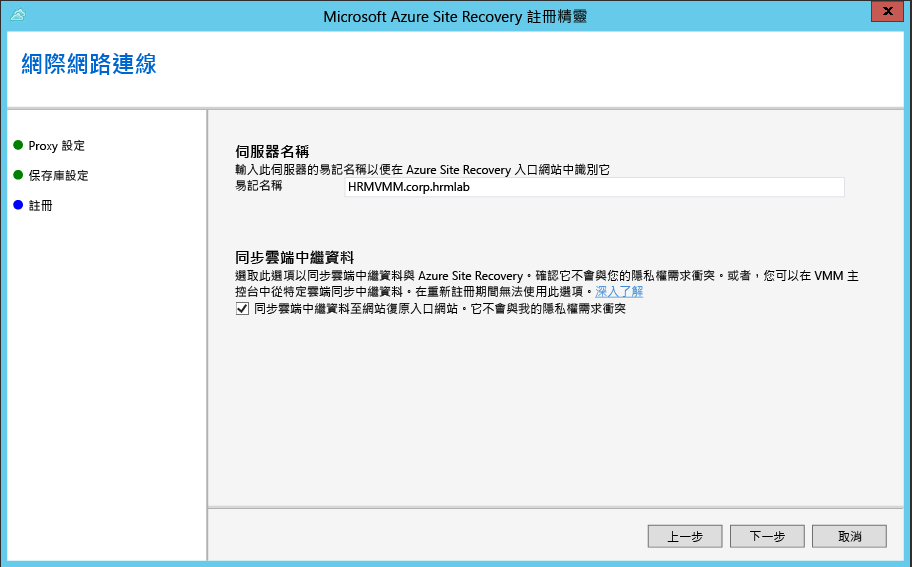 Microsoft Azure Site Recovery 註冊精靈
網際網路連線
Proxy 設定
保存庫設定
註冊
伺服器名稱
輸入此伺服器的易記名稱以便在 Azure Site Recovery 入口網站中識別它
易記名稱 HRMVMM.corp.hrmlab
同步雲端中繼資料
選取此選項以同步雲端中繼資料與 Azure Site Recovery。確認它不會與您的隱私權需求衝突。或者，您可以在 VMM 主
控台中從特定雲端同步中繼資料。在重新註冊期間無法使用此選項。深入了解
同步雲端中繼資料至網站復原入口網站。它不會與我的隱私權需求衝突
上一步 下一步 取消